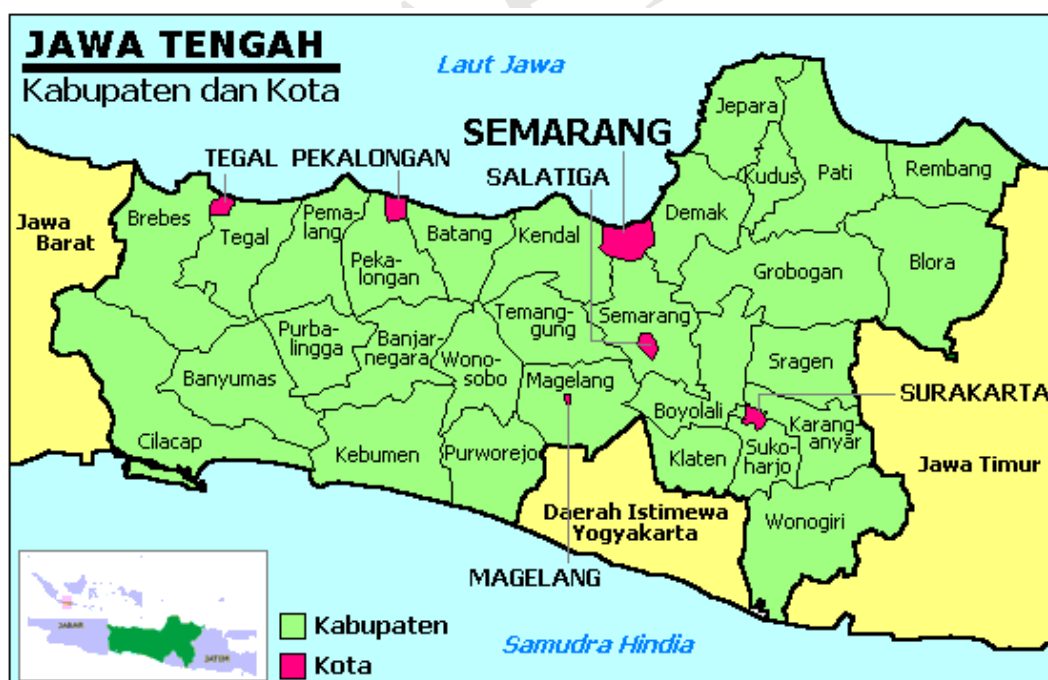 JAWA TENGAH
Kabupaten dan Kota
Laut Jawa
Jepara
SEMARANG
TEGAL PEKALONGAN
SALATIGA
Kudus
Pati
Rembang
Jawa
Barat
Brebes
Tegal
Pema-
lang
Peka-
longan
Batang
Kendal
Demak
Grobogan
Blora
Temang-
gung
Semarang
Purba-
lingga
Banjar-
negara
Wono-
sobo
Banyumas
Magelang
Sragen
SURAKARTA
Boyolali
Karang-
anyar
Cilacap
Kebumen
Purworejo
Klaten
Suko-
harjo
Jawa Timur
Daerah Istimewa
Yogyakarta
Wonogiri
MAGELANG
Kabupaten
Kota
Samudra Hindia
JABAR
JATIM